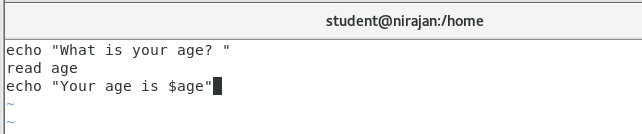 student@nirajan:/home
echo "What is your age? "
read age
echo "Your age is $age"
~
~